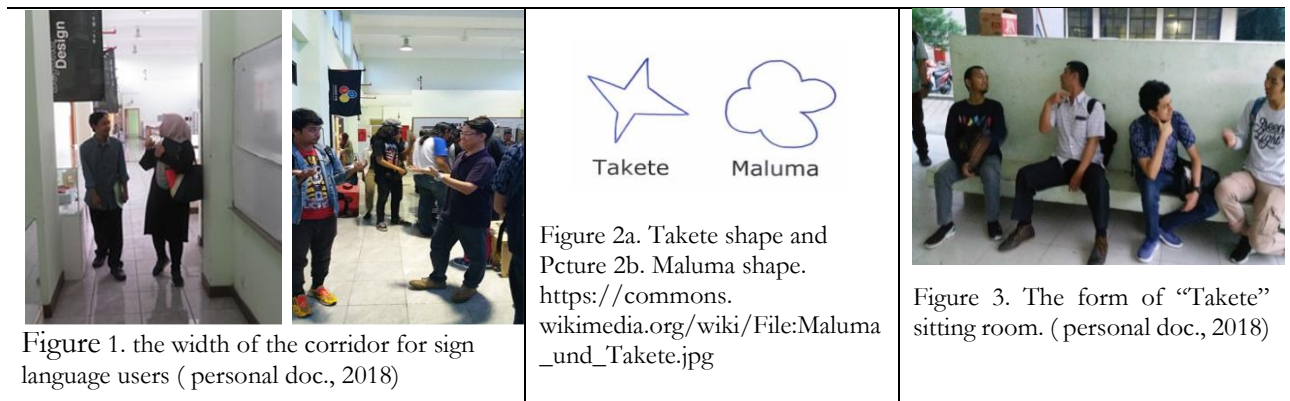 Design
Takete
Maluma
Figure 1. the width of the corridor for sign
language users ( personal doc., 2018)
Figure 2a. Takete shape and
Pcture 2b. Maluma shape.
https://commons.
wikimedia.org/wiki/File:Maluma
_und_Takete.jpg
Figure 3. The form of “Takete”
sitting room. ( personal doc., 2018)